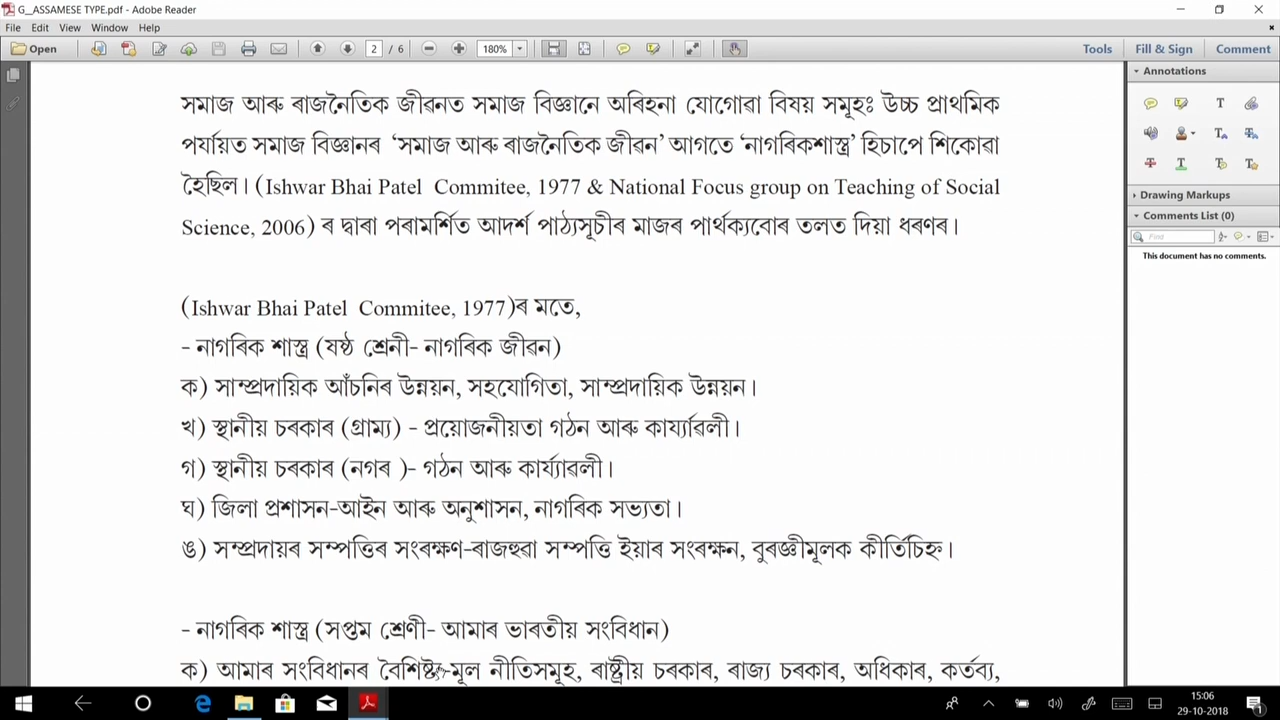 G__ASSAMESE TYPE.pdf - Adobe Reader
File Edit View Window Help
Open 2 / 6 180% Tools Fill & Sign Comment
সমাজ আৰু ৰাজনৈতিক জীৱনত সমাজ বিজ্ঞানে অৰিহনা যোগোৱা বিষয় সমূহঃ উচ্চ প্ৰাথমিক
পৰ্যায়ত সমাজ বিজ্ঞানৰ ‘সমাজ আৰু ৰাজনৈতিক জীৱন’ আগতে ‘নাগৰিকশাস্ত্ৰ’ হিচাপে শিকোৱা
হৈছিল। (Ishwar Bhai Patel Commitee, 1977 & National Focus group on Teaching of Social
Science, 2006) ৰ দ্বাৰা পৰামৰ্শিত আদৰ্শ পাঠ্যসূচীৰ মাজৰ পাৰ্থক্যবোৰ তলত দিয়া ধৰণৰ।
(Ishwar Bhai Patel Commitee, 1977)ৰ মতে,
- নাগৰিক শাস্ত্ৰ (যষ্ঠ শ্ৰেনী- নাগৰিক জীৱন)
ক) সাম্প্ৰদায়িক আঁচনিৰ উন্নয়ন, সহযোগিতা, সাম্প্ৰদায়িক উন্নয়ন।
খ) স্থানীয় চৰকাৰ (গ্ৰাম্য) - প্ৰয়োজনীয়তা গঠন আৰু কাৰ্য্যাৱলী।
গ) স্থানীয় চৰকাৰ (নগৰ )- গঠন আৰু কাৰ্য্যাৱলী।
ঘ) জিলা প্ৰশাসন-আইন আৰু অনুশাসন, নাগৰিক সভ্যতা।
ঙ) সম্প্ৰদায়ৰ সম্পত্তিৰ সংৰক্ষণ-ৰাজহুৱা সম্পত্তি ইয়াৰ সংৰক্ষন, বুৰঞ্জীমূলক কীৰ্তিচিহ্ন।
- নাগৰিক শাস্ত্ৰ (সপ্তম শ্ৰেণী- আমাৰ ভাৰতীয় সংবিধান)
ক) আমাৰ সংবিধানৰ বৈশিষ্ট্য-মূল নীতিসমূহ, ৰাষ্ট্ৰীয় চৰকাৰ, ৰাজ্য চৰকাৰ, অধিকাৰ, কৰ্তব্য,
Annotations
Drawing Markups
Comments List (0)
Find
This document has no comments.
15:06
29-10-2018